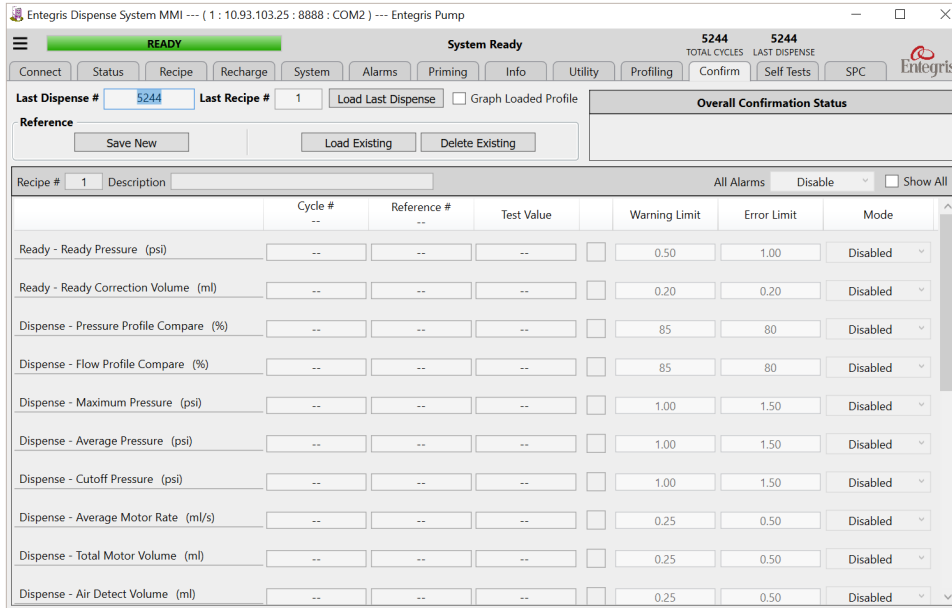 Entegris Dispense System MMI --- ( 1 : 10.93.103.25 : 8888 : COM2 ) --- Entegris Pump
READY
System Ready
5244 5244
TOTAL CYCLES LAST DISPENSE
Entegris
Connect Status Recipe Recharge System Alarms Priming Info Utility Profiling Confirm Self Tests SPC
Last Dispense # 5244 Last Recipe # 1 Load Last Dispense Graph Loaded Profile
Overall Confirmation Status
Reference
Save New Load Existing Delete Existing
Recipe # 1 Description All Alarms Disable Show All
Cycle # Reference # Test Value Warning Limit Error Limit Mode
-- --
Ready - Ready Pressure (psi) -- -- -- 0.50 1.00 Disabled
Ready - Ready Correction Volume (ml) -- -- -- 0.20 0.20 Disabled
Dispense - Pressure Profile Compare (%) -- -- -- 85 80 Disabled
Dispense - Flow Profile Compare (%) -- -- -- 85 80 Disabled
Dispense - Maximum Pressure (psi) -- -- -- 1.00 1.50 Disabled
Dispense - Average Pressure (psi) -- -- -- 1.00 1.50 Disabled
Dispense - Cutoff Pressure (psi) -- -- -- 1.00 1.50 Disabled
Dispense - Average Motor Rate (ml/s) -- -- -- 0.25 0.50 Disabled
Dispense - Total Motor Volume (ml) -- -- -- 0.25 0.50 Disabled
Dispense - Air Detect Volume (ml) -- -- -- 0.25 0.50 Disabled